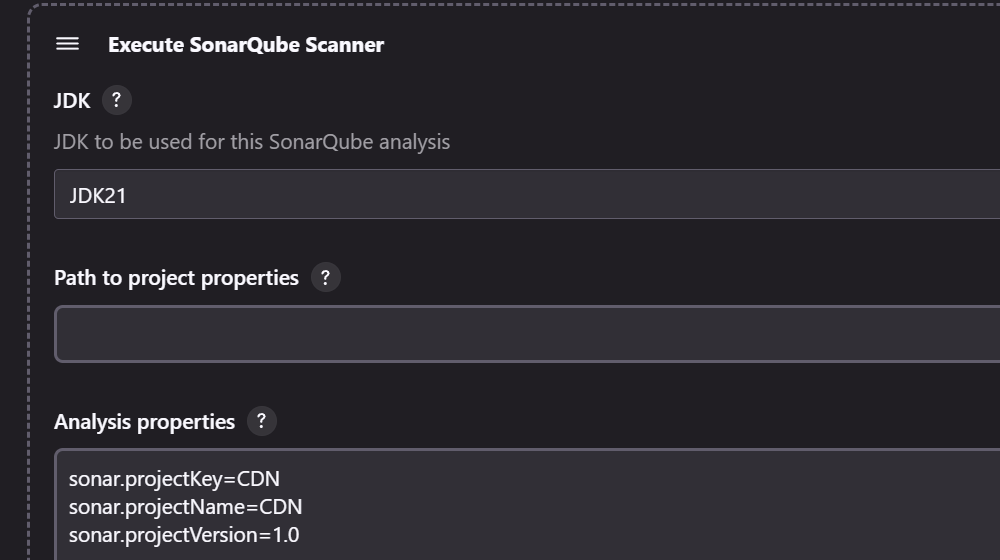 Execute SonarQube Scanner
JDK ?
JDK to be used for this SonarQube analysis
JDK21
Path to project properties ?
Analysis properties ?
sonar.projectKey=CDN
sonar.projectName=CDN
sonar.projectVersion=1.0